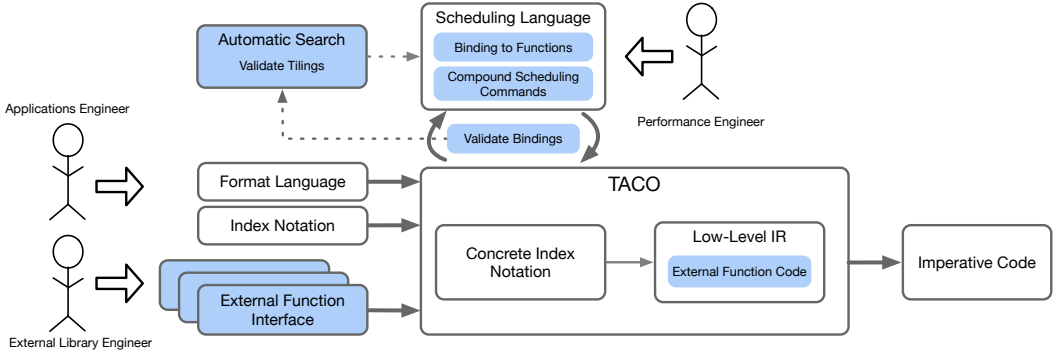 Scheduling Language
Automatic Search
Validate Tilings
Binding to Functions
Compound Scheduling
Commands
Applications Engineer
Performance Engineer
Validate Bindings
Format Language
TACO
Index Notation
Concrete Index
Notation
Low-Level IR
External Function Code
Imperative Code
External Function
Interface
External Library Engineer